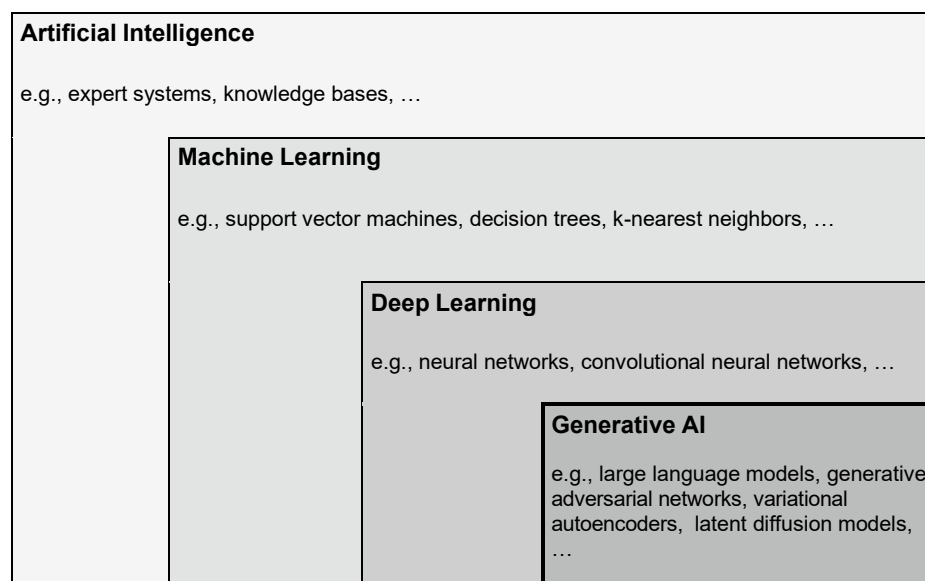 Artificial Intelligence
e.g., expert systems, knowledge bases, …
Machine Learning
e.g., support vector machines, decision trees, k-nearest neighbors, …
Deep Learning
e.g., neural networks, convolutional neural networks, …
Generative AI
e.g., large language models, generative
adversarial networks, variational
autoencoders, latent diffusion models,
…